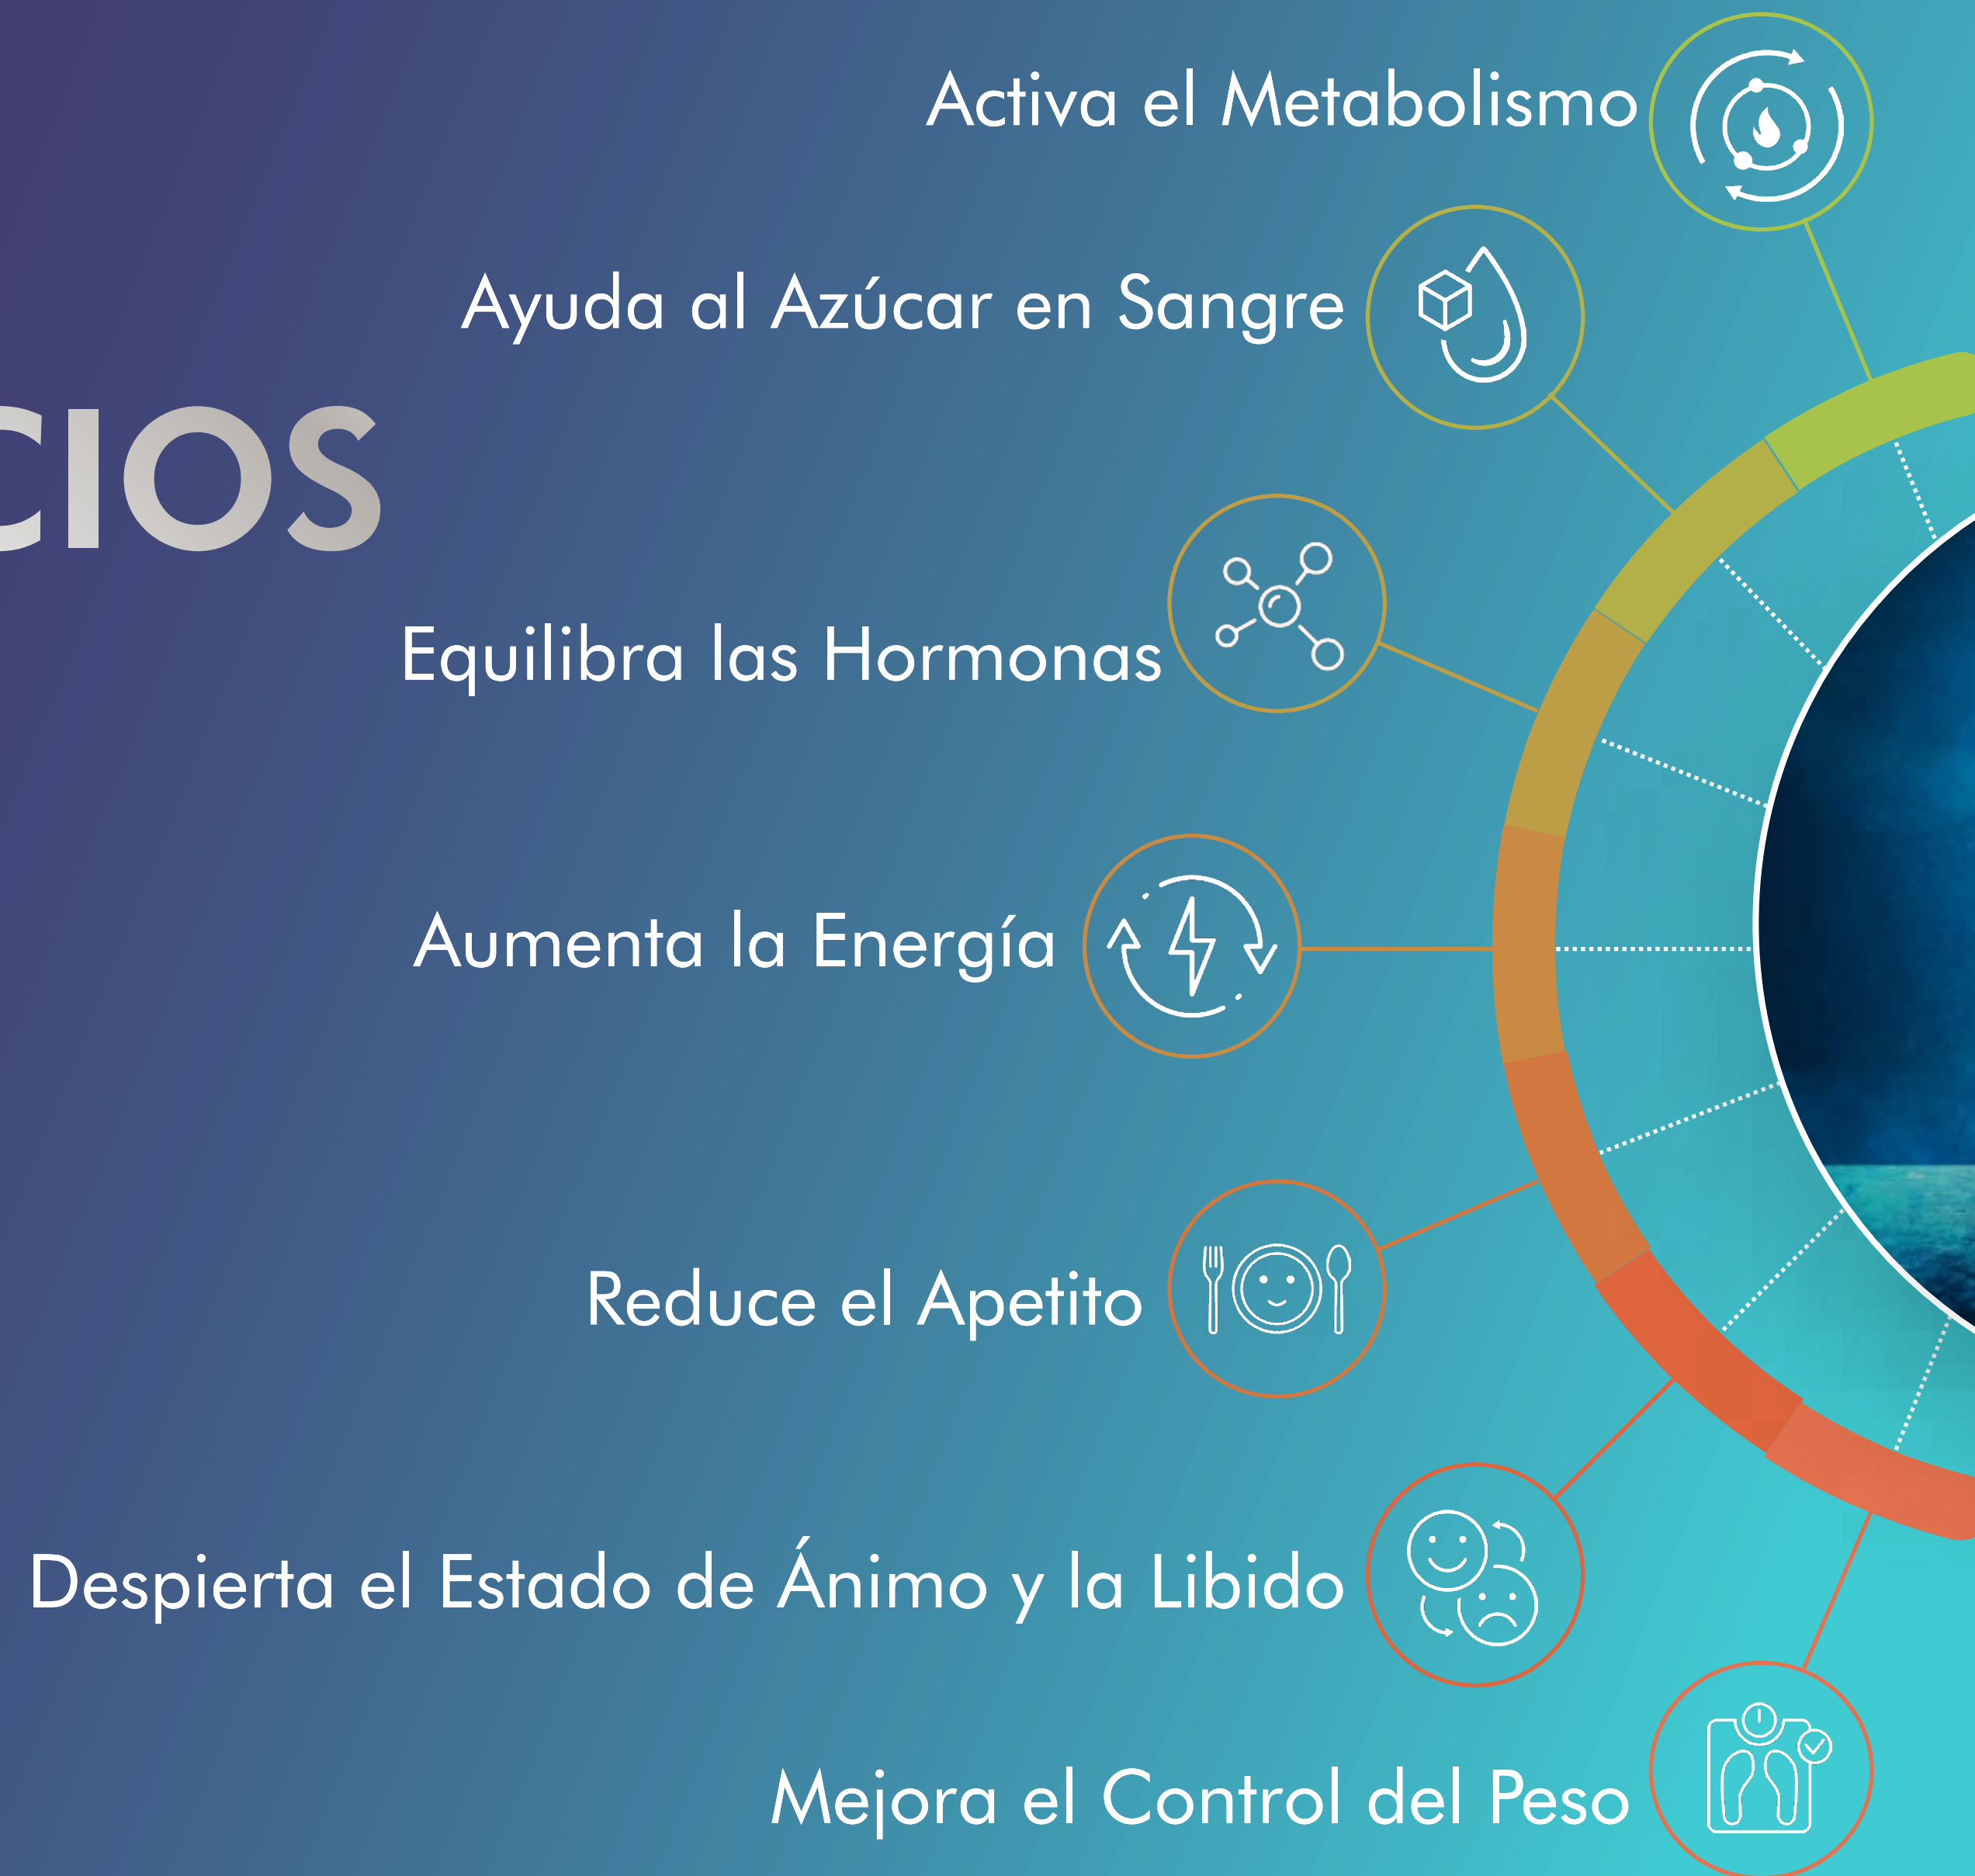 Activa el Metabolismo
Ayuda al Azúcar en Sangre
CIOS
Equilibra las Hormonas
Aumenta la Energía
Reduce el Apetito
Despierta el Estado de Ánimo y la Libido
Mejora el Control del Peso